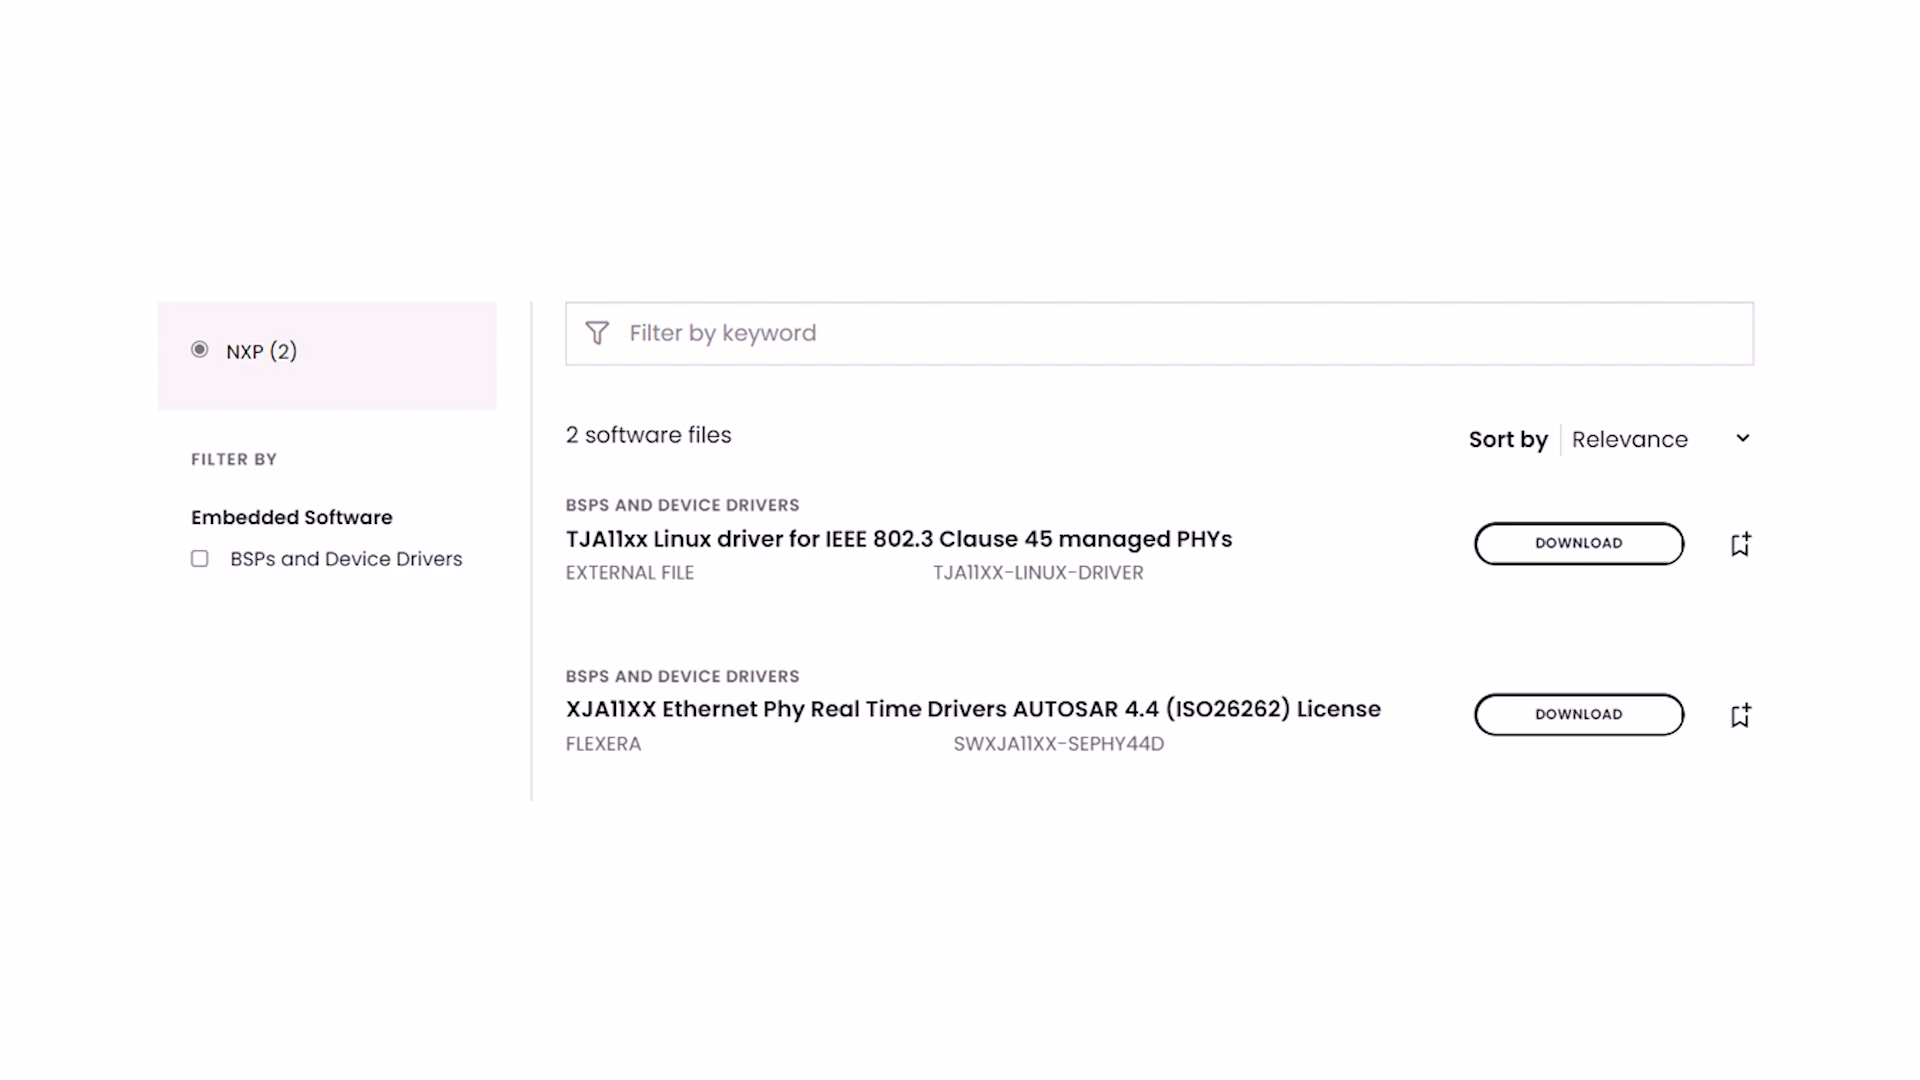 NXP (2)
FILTER BY
Embedded Software
BSPs and Device Drivers
Filter by keyword
2 software files
Sort by Relevance
BSPS AND DEVICE DRIVERS
TJA11xx Linux driver for IEEE 802.3 Clause 45 managed PHYs
EXTERNAL FILE TJA11XX-LINUX-DRIVER
DOWNLOAD
BSPS AND DEVICE DRIVERS
XJA11XX Ethernet Phy Real Time Drivers AUTOSAR 4.4 (ISO26262) License
FLEXERA SWXJA11XX-SEPHY44D
DOWNLOAD